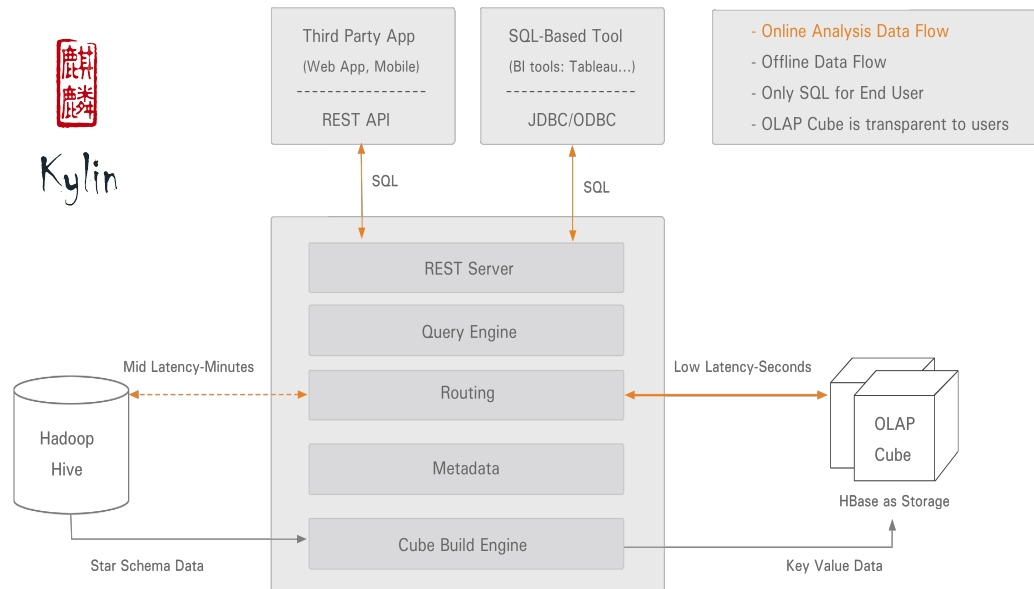 麒
麟
Kylin
Third Party App
(Web App, Mobile)
REST API
SQL-Based Tool
(BI tools: Tableau...)
JDBC/ODBC
- Online Analysis Data Flow
- Offline Data Flow
- Only SQL for End User
- OLAP Cube is transparent to users
SQL
SQL
REST Server
Query Engine
Mid Latency-Minutes
Routing
Low Latency-Seconds
Hadoop
Hive
OLAP
Cube
Metadata
HBase as Storage
Cube Build Engine
Star Schema Data
Key Value Data